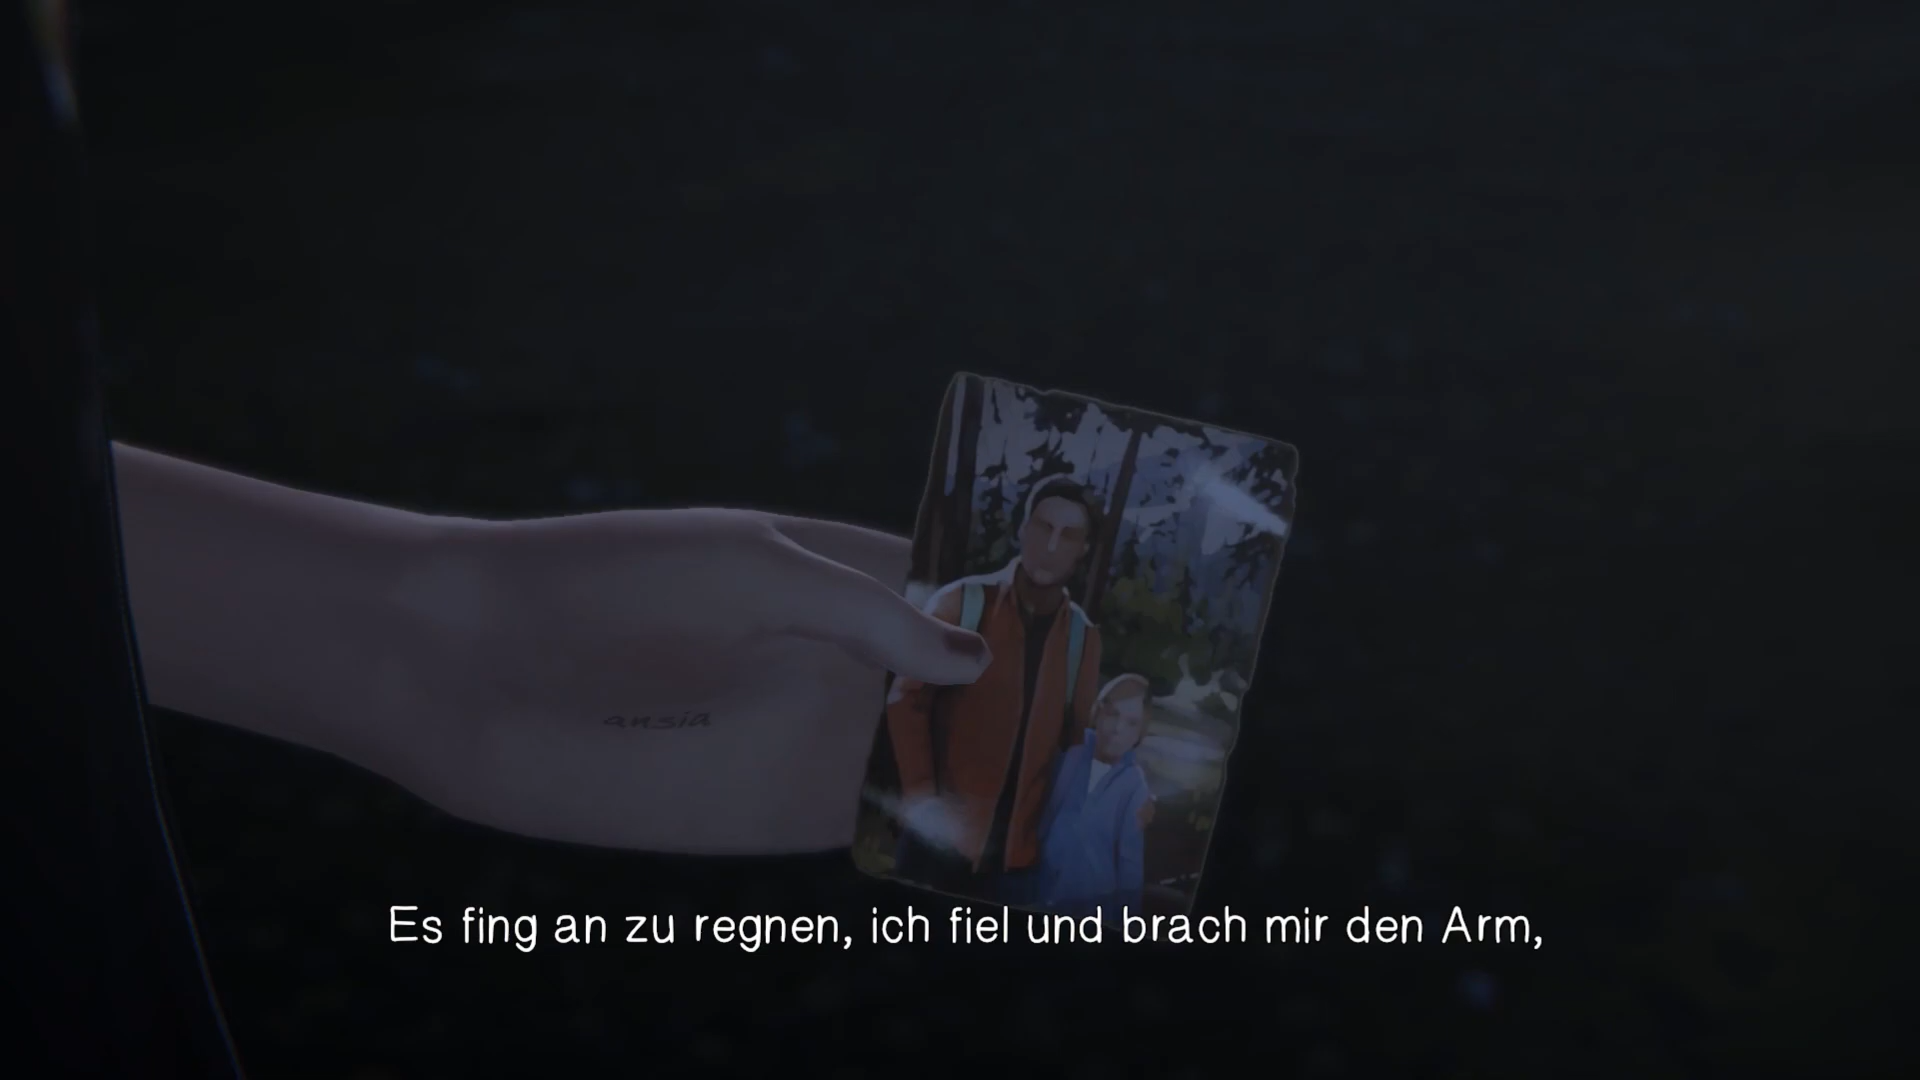 ansia
Es fing an zu regnen, ich fiel und brach mir den Arm,